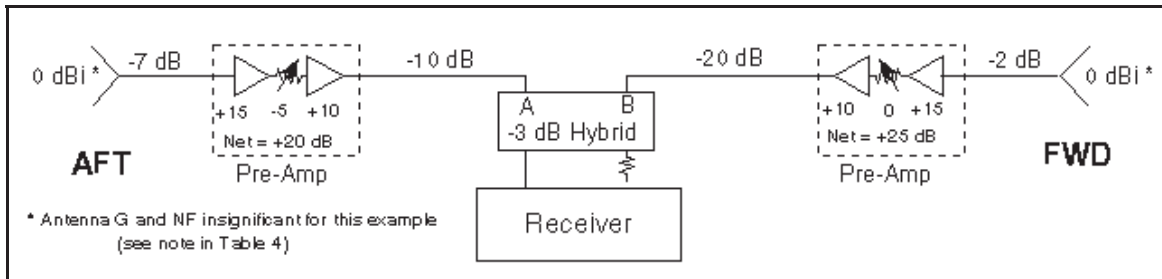 0 dBi *
-7 dB
+15 -5 +10
Net = +20 dB
Pre-Amp
AFT
-10 dB
A B
-3 dB Hybrid
Receiver
-20 dB
+10 0 +15
Net = +25 dB
Pre-Amp
-2 dB
0 dBi *
FWD
* Antenna G and NF insignificant for this example
(see note in Table 4)